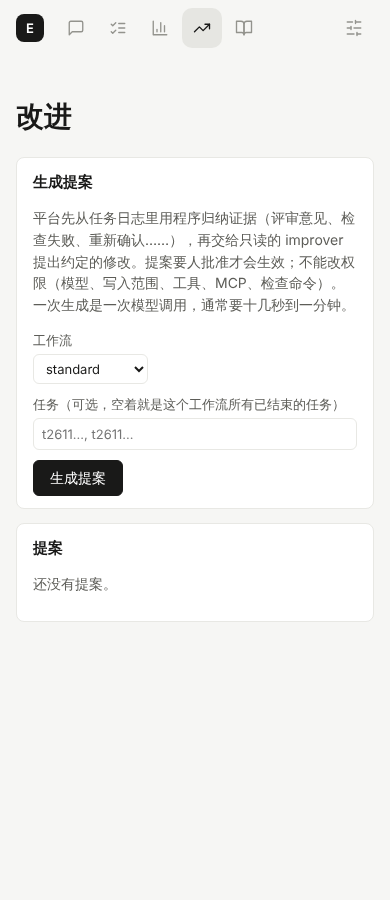 E
改进
生成提案
平台先从任务日志里用程序归纳证据（评审意见、检
查失败、重新确认……），再交给只读的 improver
提出约定的修改。提案要人批准才会生效；不能改权
限（模型、写入范围、工具、MCP、检查命令）。
一次生成是一次模型调用，通常要十几秒到一分钟。
工作流
standard
任务（可选，空着就是这个工作流所有已结束的任务）
t2611…, t2611…
生成提案
提案
还没有提案。